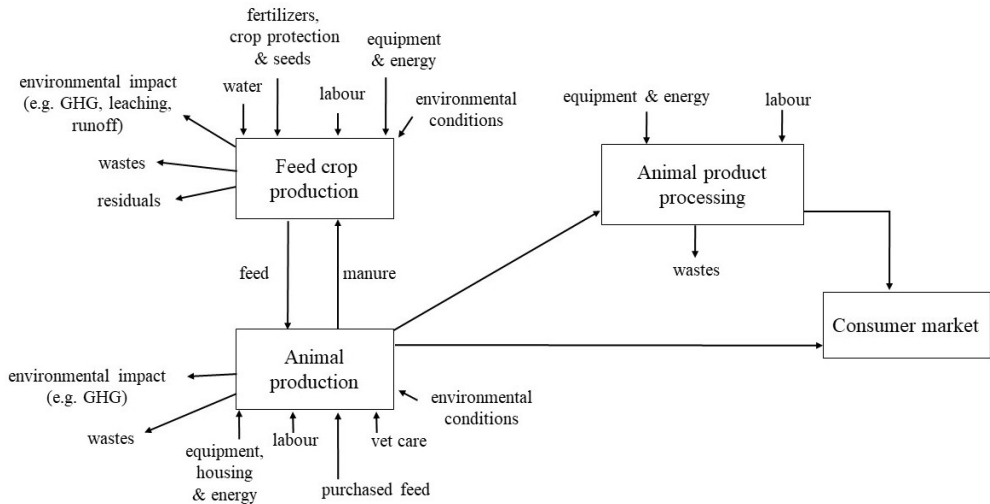 fertilizers,
crop protection
& seeds
equipment
& energy
environmental impact
(e.g. GHG, leaching,
runoff)
water
labour
environmental
conditions
equipment & energy
labour
wastes
residuals
Feed crop
production
Animal product
processing
wastes
feed
manure
Consumer market
Animal
production
environmental impact
(e.g. GHG)
environmental
conditions
wastes
equipment,
housing
& energy
labour
vet care
purchased feed